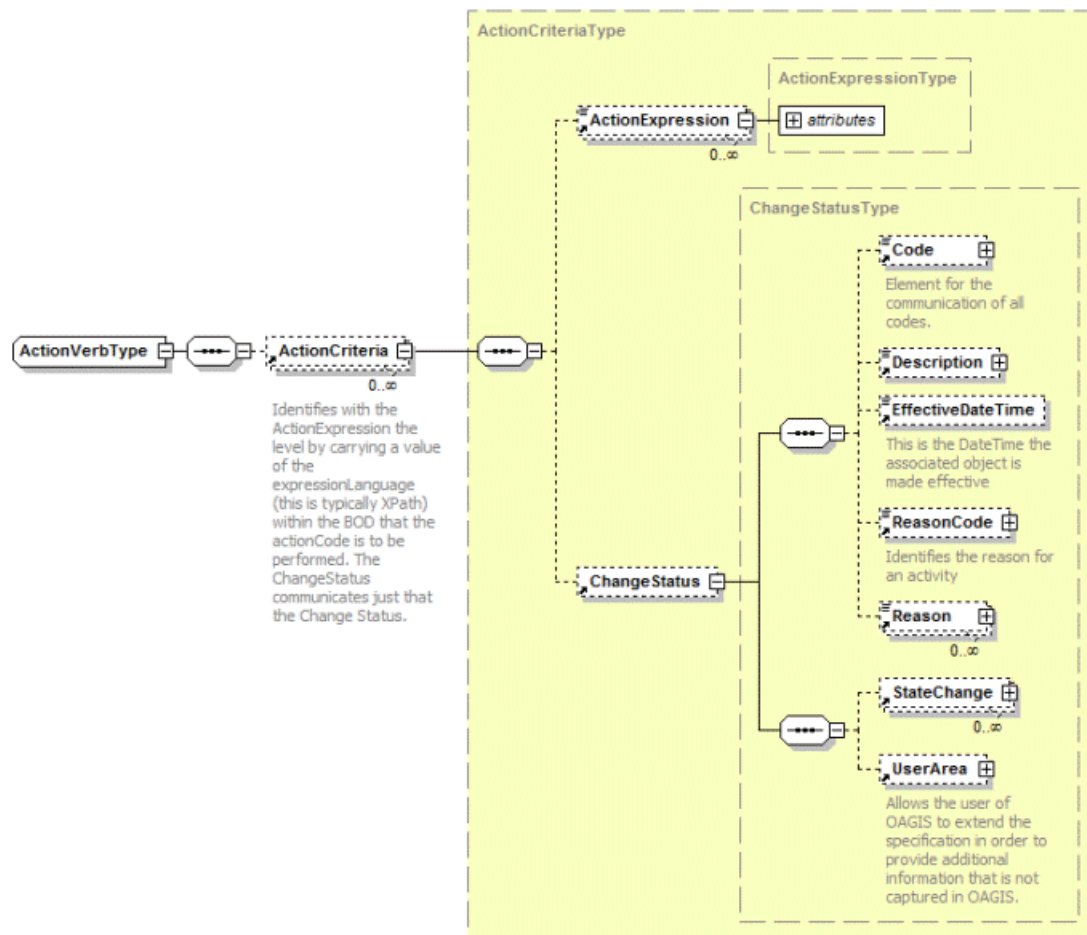 ActionCriteriaType
ActionExpressionType
ActionExpression
attributes
0..∞
ChangeStatusType
Code
Element for the
communication of all
codes.
ActionVerbType
ActionCriteria
0..∞
Identifies with the
ActionExpression the
level by carrying a value
of the
expressionLanguage
(this is typically XPath)
within the BOD that the
actionCode is to be
performed. The
ChangeStatus
communicates just that
the Change Status.
Description
EffectiveDateTime
This is the DateTime the
associated object is
made effective
ReasonCode
Identifies the reason for
an activity
ChangeStatus
Reason
0..∞
StateChange
0..∞
UserArea
Allows the user of
OAGIS to extend the
specification in order to
provide additional
information that is not
captured in OAGIS.